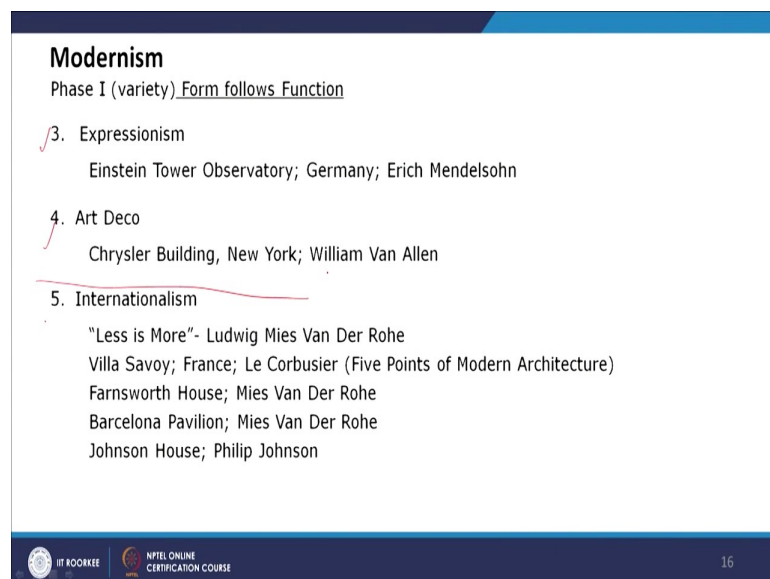 Modernism
Phase I (variety) Form follows Function
3. Expressionism
Einstein Tower Observatory; Germany; Erich Mendelsohn
4. Art Deco
Chrysler Building, New York; William Van Allen
5. Internationalism
“Less is More”- Ludwig Mies Van Der Rohe
Villa Savoy; France; Le Corbusier (Five Points of Modern Architecture)
Farnsworth House; Mies Van Der Rohe
Barcelona Pavilion; Mies Van Der Rohe
Johnson House; Philip Johnson
IIT ROORKEE
NPTEL ONLINE
CERTIFICATION COURSE
16